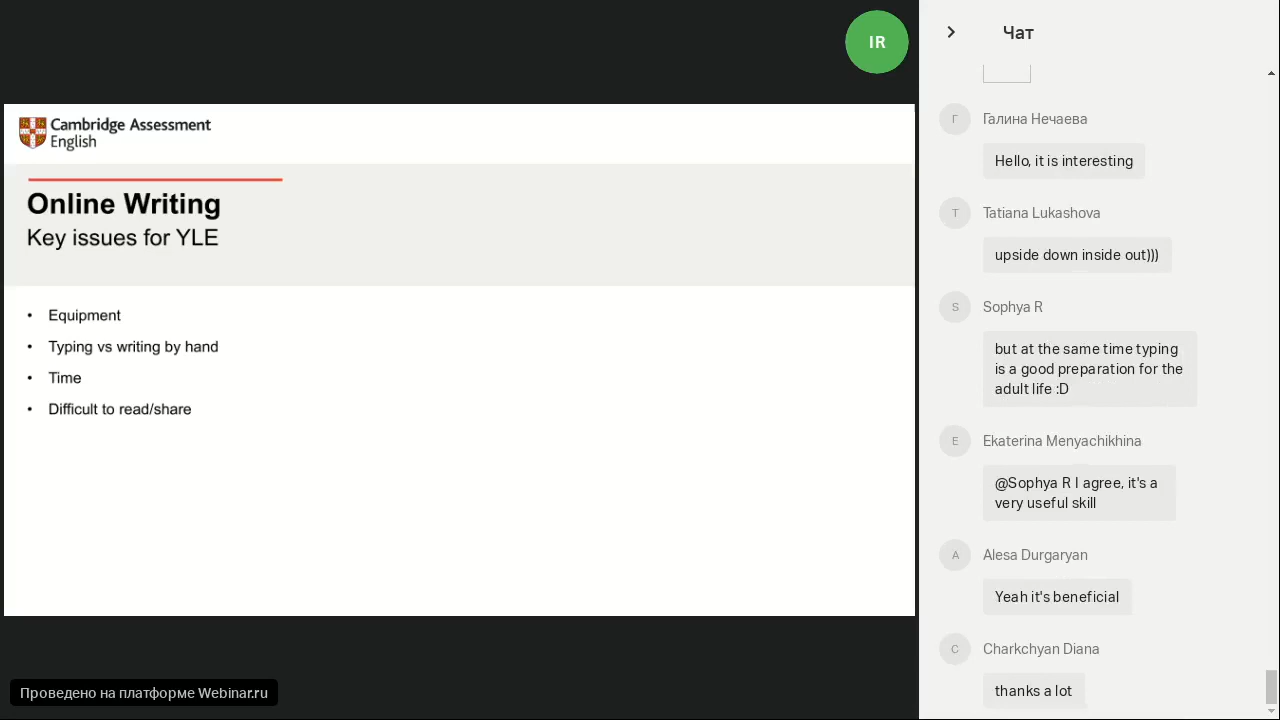 IR
Cambridge Assessment
English
Online Writing
Key issues for YLE
• Equipment
• Typing vs writing by hand
• Time
• Difficult to read/share
Проведено на платформе Webinar.ru
Чат
Г
Галина Нечаева
Hello, it is interesting
T
Tatiana Lukashova
upside down inside out)))
S
Sophya R
but at the same time typing
is a good preparation for the
adult life :D
E
Ekaterina Menyachikhina
@Sophya R I agree, it's a
very useful skill
A
Alesa Durgaryan
Yeah it's beneficial
C
Charkchyan Diana
thanks a lot